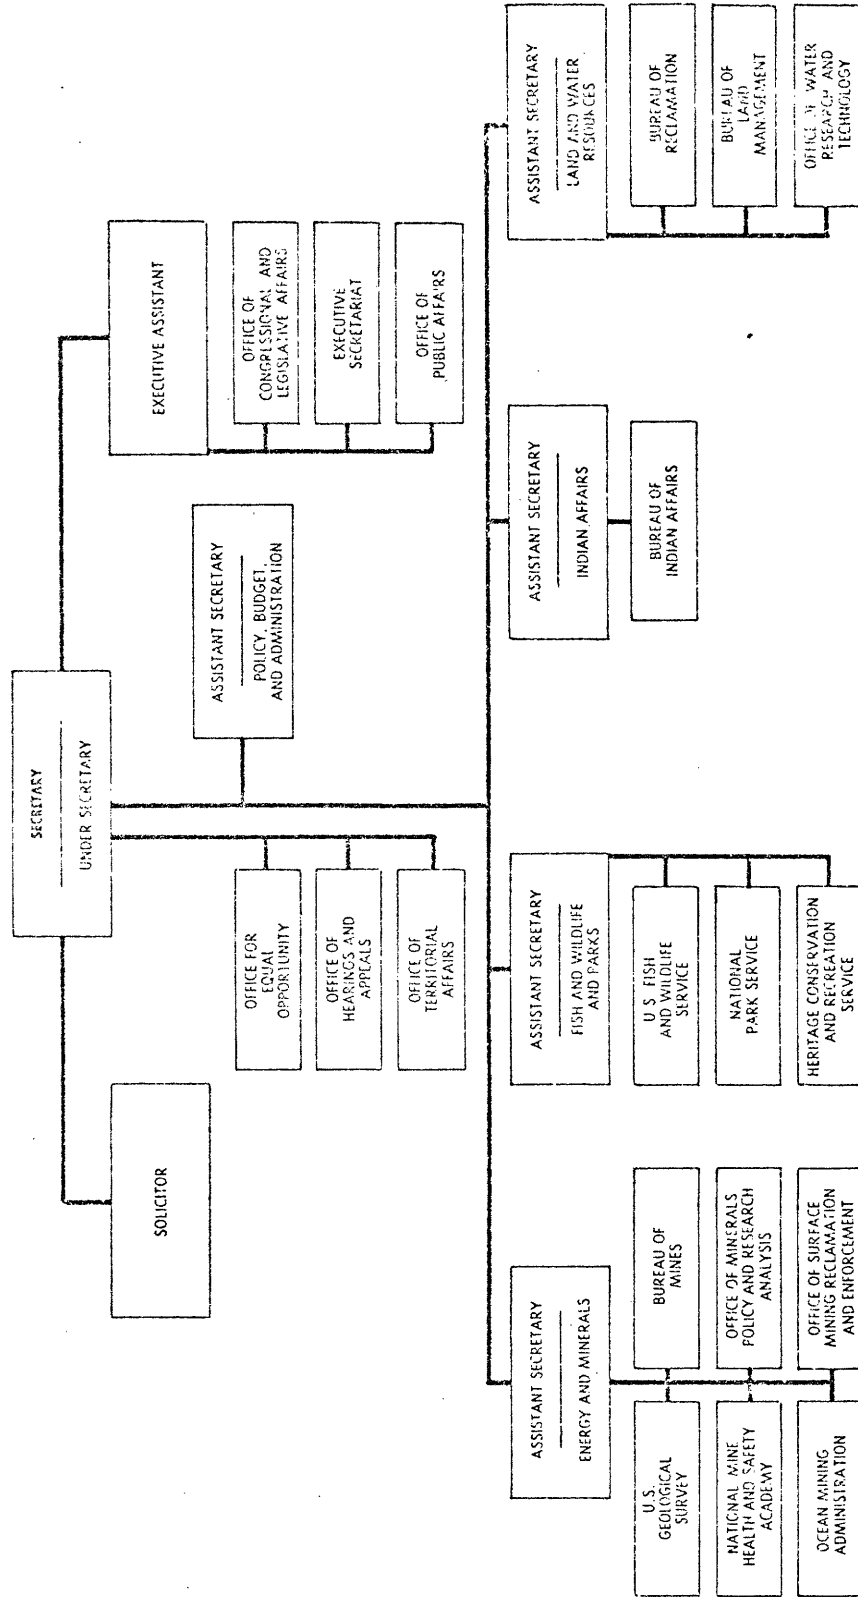 SECRETARY
UNDER SECRETARY
SOLICITOR
EXECUTIVE ASSISTANT
OFFICE OF
CONGRESSIONAL AND
LEGISLATIVE AFFAIRS
EXECUTIVE
SECRETARIAT
OFFICE OF
PUBLIC AFFAIRS
ASSISTANT SECRETARY
POLICY, BUDGET,
AND ADMINISTRATION
OFFICE FOR
EQUAL
OPPORTUNITY
OFFICE OF
HEARINGS AND
APPEALS
OFFICE OF
TERRITORIAL
AFFAIRS
ASSISTANT SECRETARY
ENERGY AND MINERALS
U.S.
GEOLOGICAL
SURVEY
BUREAU OF
MINES
NATIONAL MINE
HEALTH AND SAFETY
ACADEMY
OFFICE OF MINERALS
POLICY AND RESEARCH
ANALYSIS
OCEAN MINING
ADMINISTRATION
OFFICE OF SURFACE
MINING RECLAMATION
AND ENFORCEMENT
ASSISTANT SECRETARY
FISH AND WILDLIFE
AND PARKS
U.S. FISH
AND WILDLIFE
SERVICE
NATIONAL
PARK SERVICE
HERITAGE CONSERVATION
AND RECREATION
SERVICE
ASSISTANT SECRETARY
INDIAN AFFAIRS
BUREAU OF
INDIAN AFFAIRS
ASSISTANT SECRETARY
LAND AND WATER
RESOURCES
BUREAU OF
RECLAMATION
BUREAU OF
LAND
MANAGEMENT
OFFICE OF WATER
RESEARCH AND
TECHNOLOGY